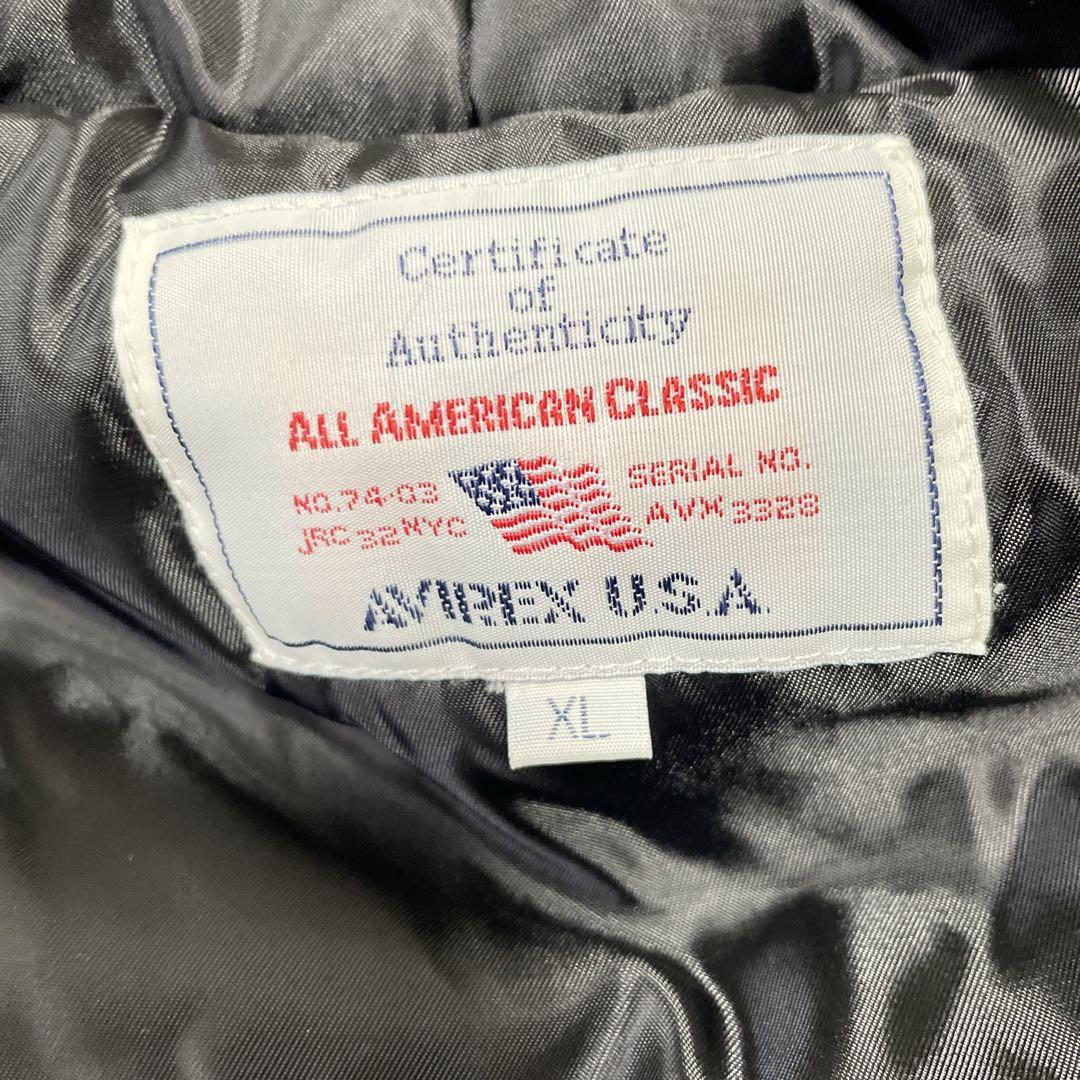 Certificate
of
Authenticity
ALL AMERICAN CLASSIC
NO.74-03 SERIAL NO.
JRC 32 NYC AVX 3328
AVIREX U.S.A.
XL